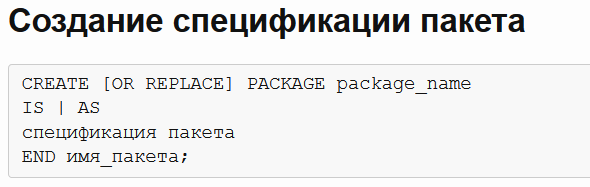 Создание спецификации пакета
CREATE [OR REPLACE] PACKAGE package_name
IS | AS
спецификация пакета
END имя_пакета;